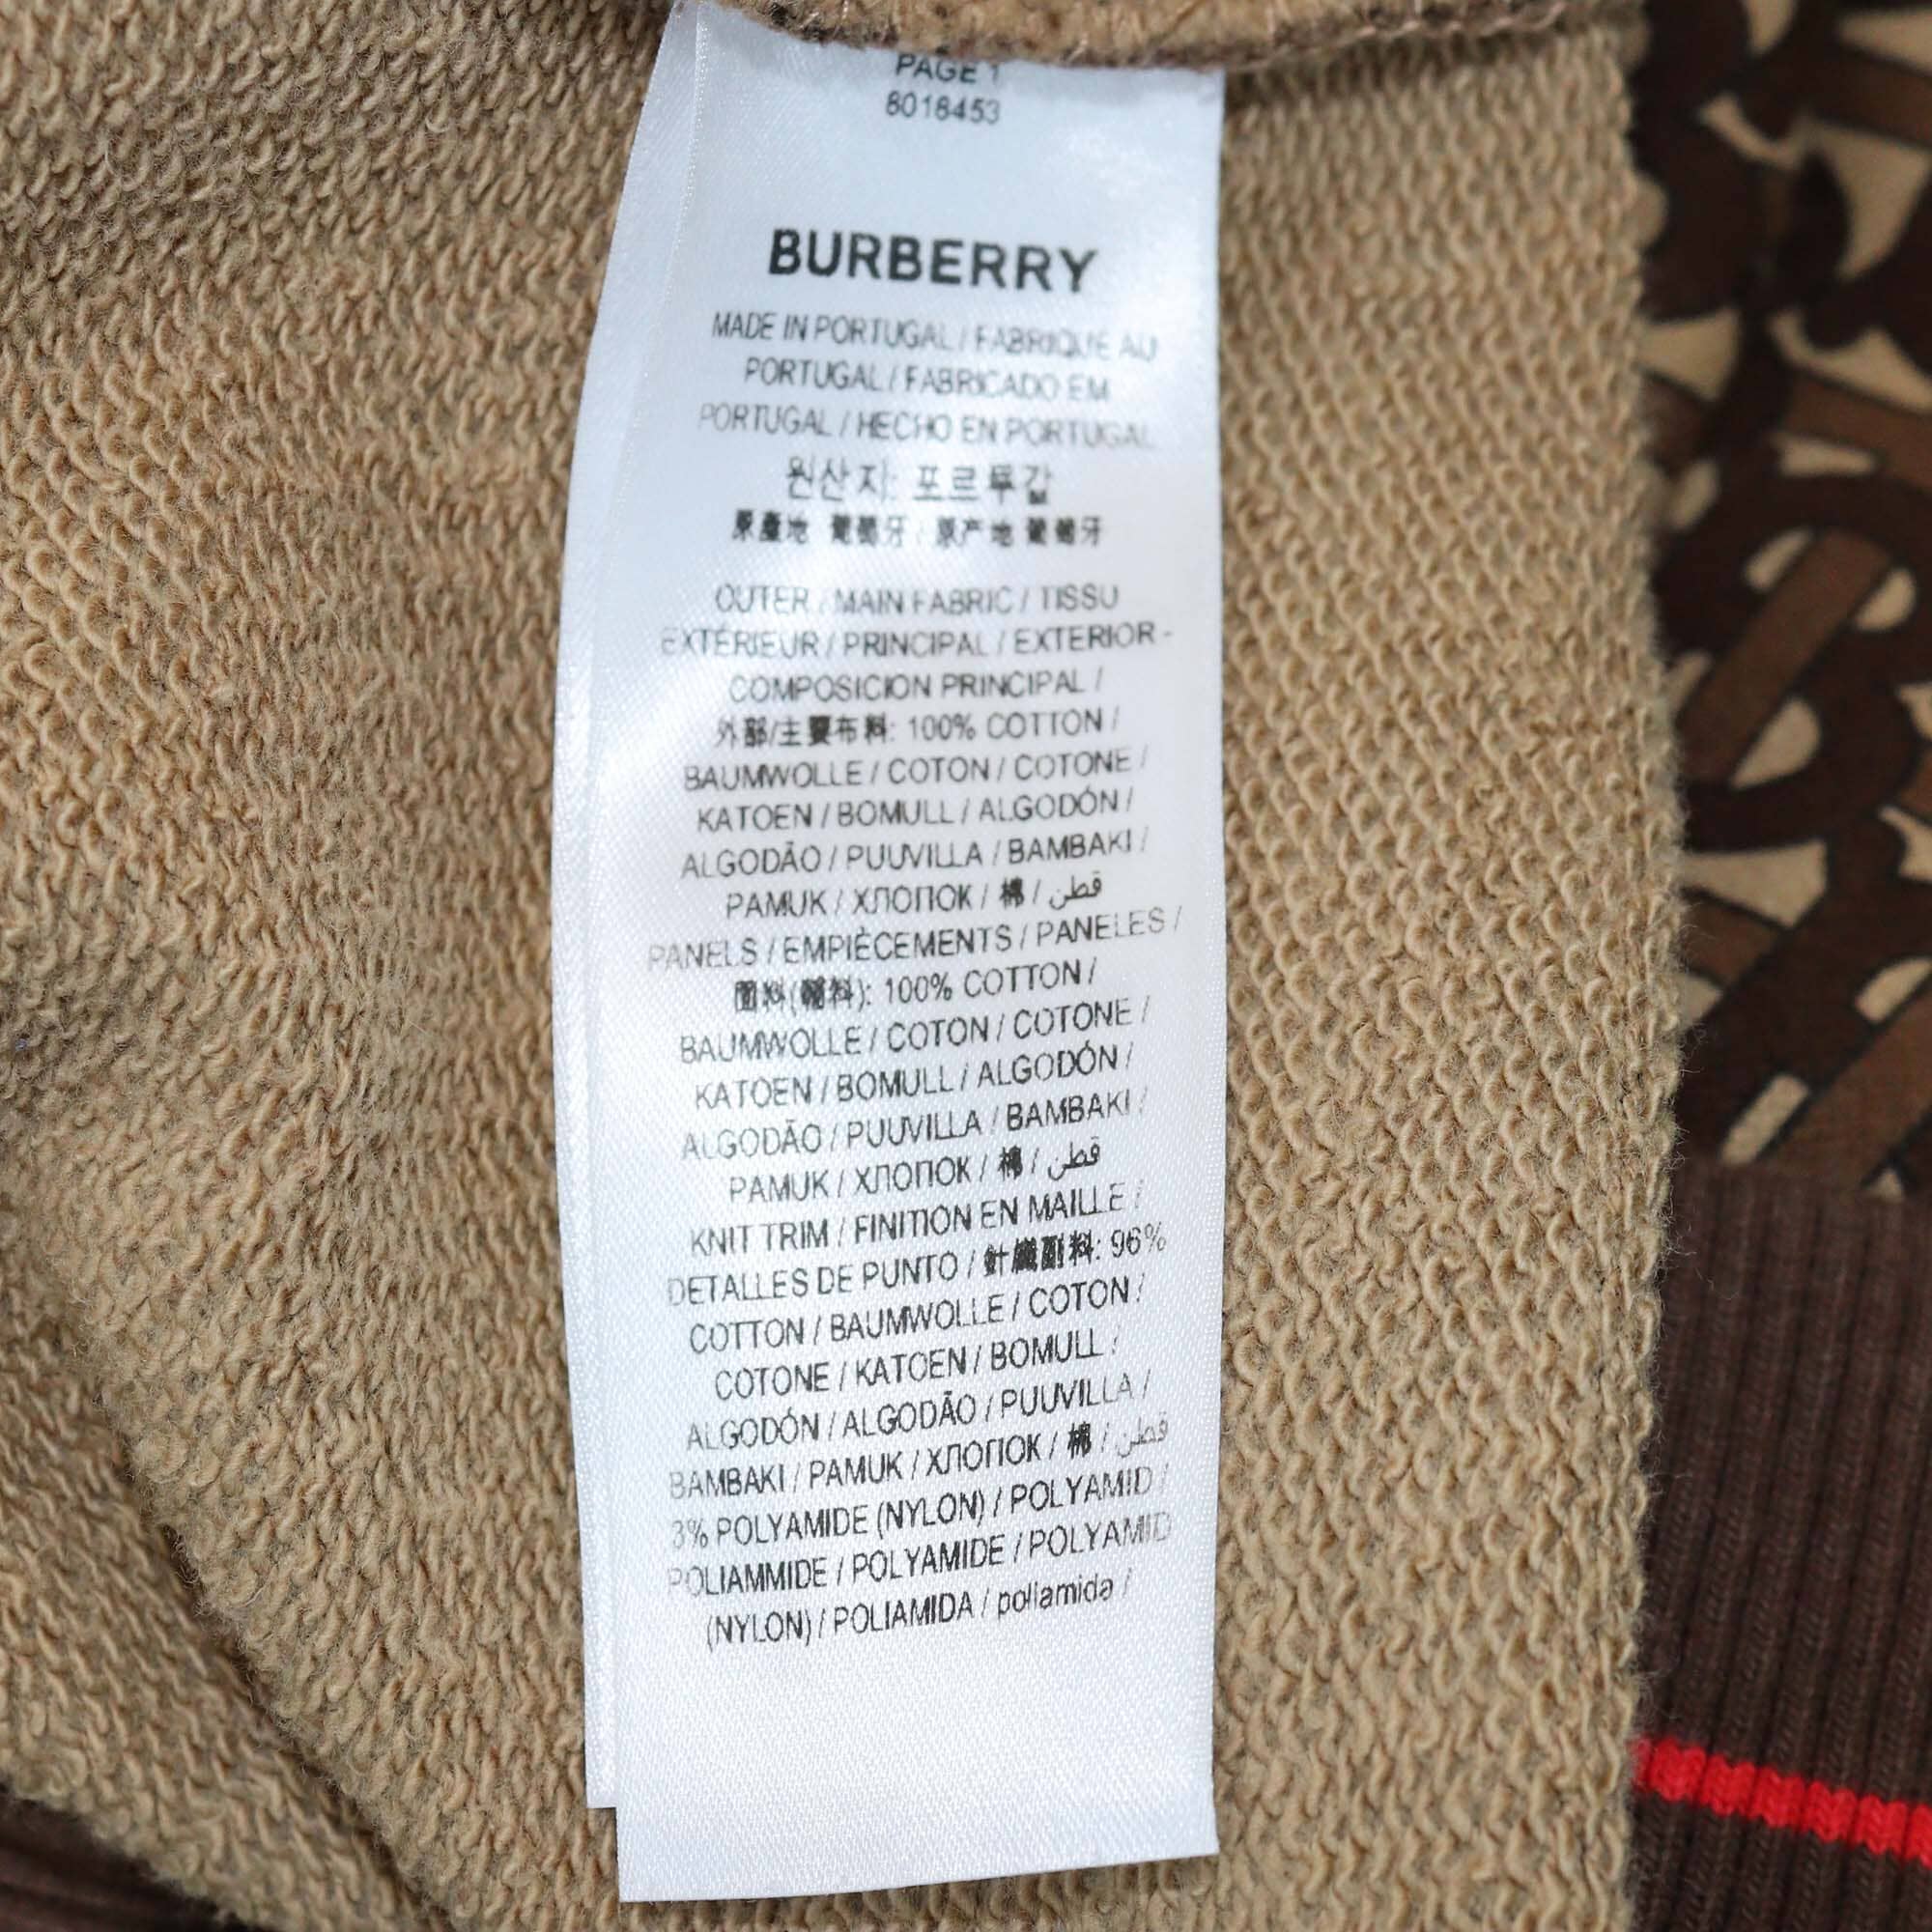 PAGE 1
8018453
BURBERRY
MADE IN PORTUGAL / FABRIQUE AU
PORTUGAL / FABRICADO EM
PORTUGAL / HECHO EN PORTUGAL
원산지: 포르투갈
原產地 葡萄牙 / 原产地 葡萄牙
OUTER / MAIN FABRIC / TISSU
EXTÉRIEUR / PRINCIPAL / EXTERIOR -
COMPOSICION PRINCIPAL /
外部/主要布料: 100% COTTON /
BAUMWOLLE / COTON / COTONE /
KATOEN / BOMULL / ALGODÓN /
ALGODÃO / PUUVILLA / BAMBAKI /
PAMUK / ХЛОПОК / 棉 / قطن
PANELS / EMPIÈCEMENTS / PANELES /
面料(輔料): 100% COTTON /
BAUMWOLLE / COTON / COTONE /
KATOEN / BOMULL / ALGODÓN /
ALGODÃO / PUUVILLA / BAMBAKI /
PAMUK / ХЛОПОК / 棉 / قطن
KNIT TRIM / FINITION EN MAILLE /
DETALLES DE PUNTO / 針織副料: 96%
COTTON / BAUMWOLLE / COTON /
COTONE / KATOEN / BOMULL /
ALGODÓN / ALGODÃO / PUUVILLA /
BAMBAKI / PAMUK / ХЛОПОК / 棉 / قطن
3% POLYAMIDE (NYLON) / POLYAMID /
POLIAMMIDE / POLYAMIDE / POLYAMID
(NYLON) / POLIAMIDA / poliamida /